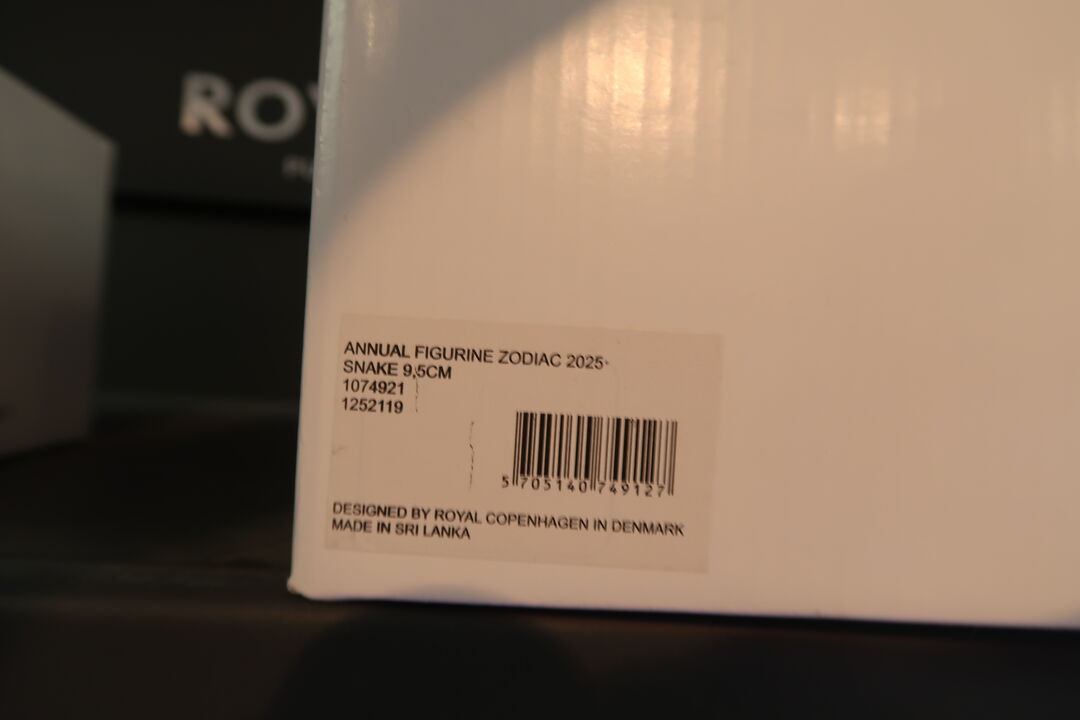 ANNUAL FIGURINE ZODIAC 2025
SNAKE 9,5CM
1074921
1252119
5 705140 749127
DESIGNED BY ROYAL COPENHAGEN IN DENMARK
MADE IN SRI LANKA